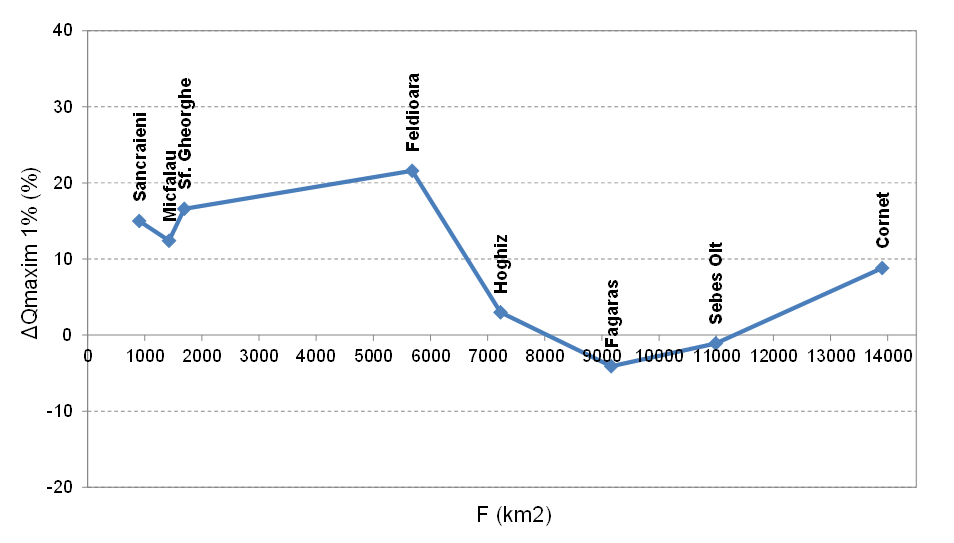 40
30
20
10
0
-10
-20
ΔQmaxim 1% (%)
Sancraieni
Micfalau
Sf. Gheorghe
Feldioara
Hoghiz
Fagaras
Sebes Olt
Cornet
0 1000 2000 3000 4000 5000 6000 7000 8000 9000 10000 11000 12000 13000 14000
F (km2)